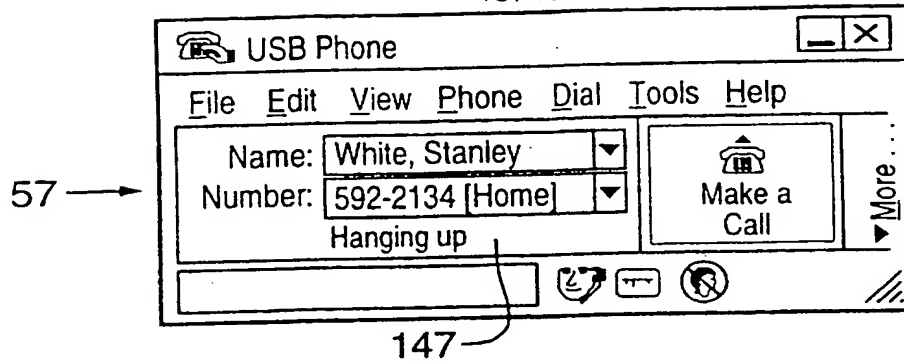 USB Phone
File Edit View Phone Dial Tools Help
Name: White, Stanley
Number: 592-2134 [Home]
Hanging up
Make a
Call
More...
57
147